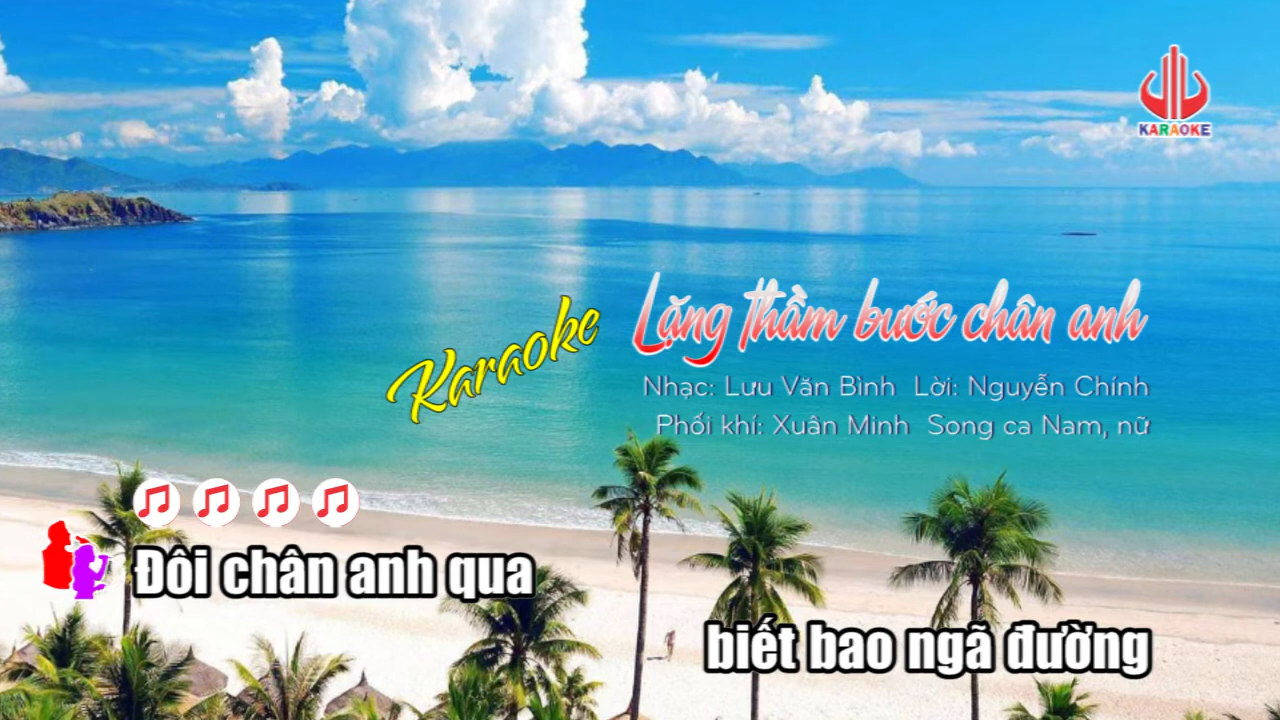 KARAOKE
Karaoke
Lặng thầm bước chân anh
Nhạc: Lưu Văn Bình  Lời: Nguyễn Chính
Phối khí: Xuân Minh  Song ca Nam, nữ
Đôi chân anh qua
biết bao ngã đường